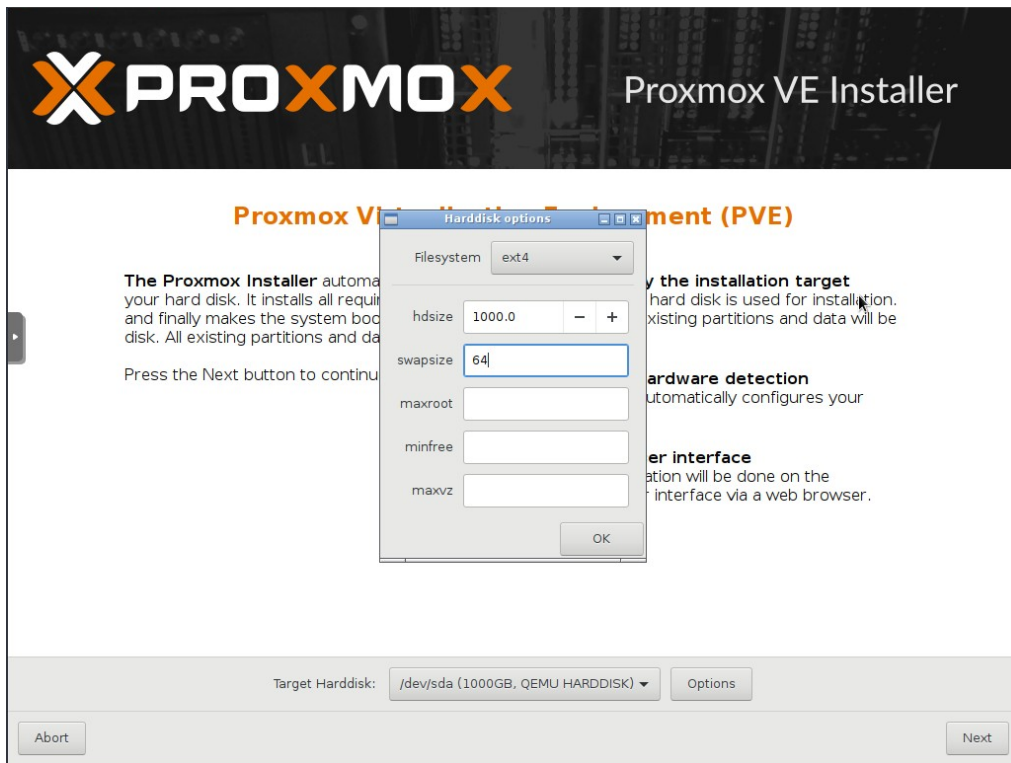 PROXMOX
Proxmox VE Installer
Proxmox Vi
ment (PVE)
Harddisk options
Filesystem ext4
hdsize 1000.0 − +
swapsize 64
maxroot
minfree
maxvz
OK
The Proxmox Installer automa
your hard disk. It installs all requir
and finally makes the system boo
disk. All existing partitions and da
Press the Next button to continu
y the installation target
hard disk is used for installation.
xisting partitions and data will be
ardware detection
utomatically configures your
er interface
ation will be done on the
interface via a web browser.
Target Harddisk: /dev/sda (1000GB, QEMU HARDDISK) Options
Abort Next